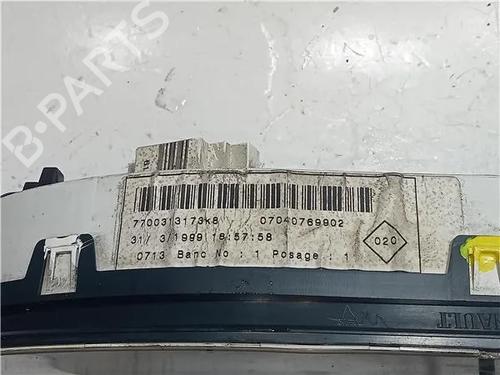 B-PARTS
7700313173K8 07040769902
31/ 3/1999 16:57:58
020
0713 Banc No : 1 Posage : 1